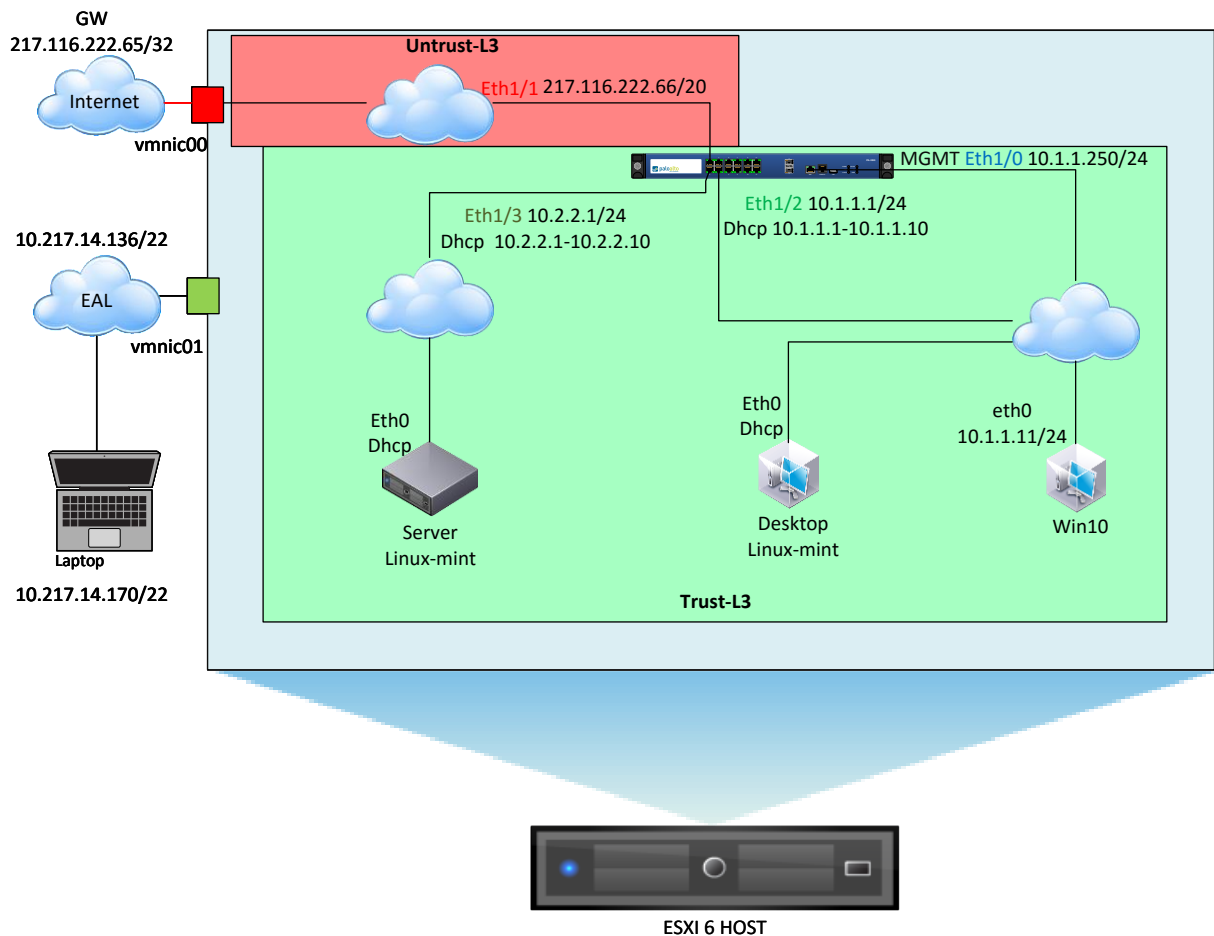 GW
217.116.222.65/32
Internet
vmnic00
Untrust-L3
Eth1/1 217.116.222.66/20
paloalto
MGMT Eth1/0 10.1.1.250/24
Eth1/3 10.2.2.1/24
Dhcp 10.2.2.1-10.2.2.10
Eth1/2 10.1.1.1/24
Dhcp 10.1.1.1-10.1.1.10
10.217.14.136/22
EAL
vmnic01
Laptop
10.217.14.170/22
Eth0
Dhcp
Server
Linux-mint
Eth0
Dhcp
Desktop
Linux-mint
eth0
10.1.1.11/24
Win10
Trust-L3
ESXI 6 HOST